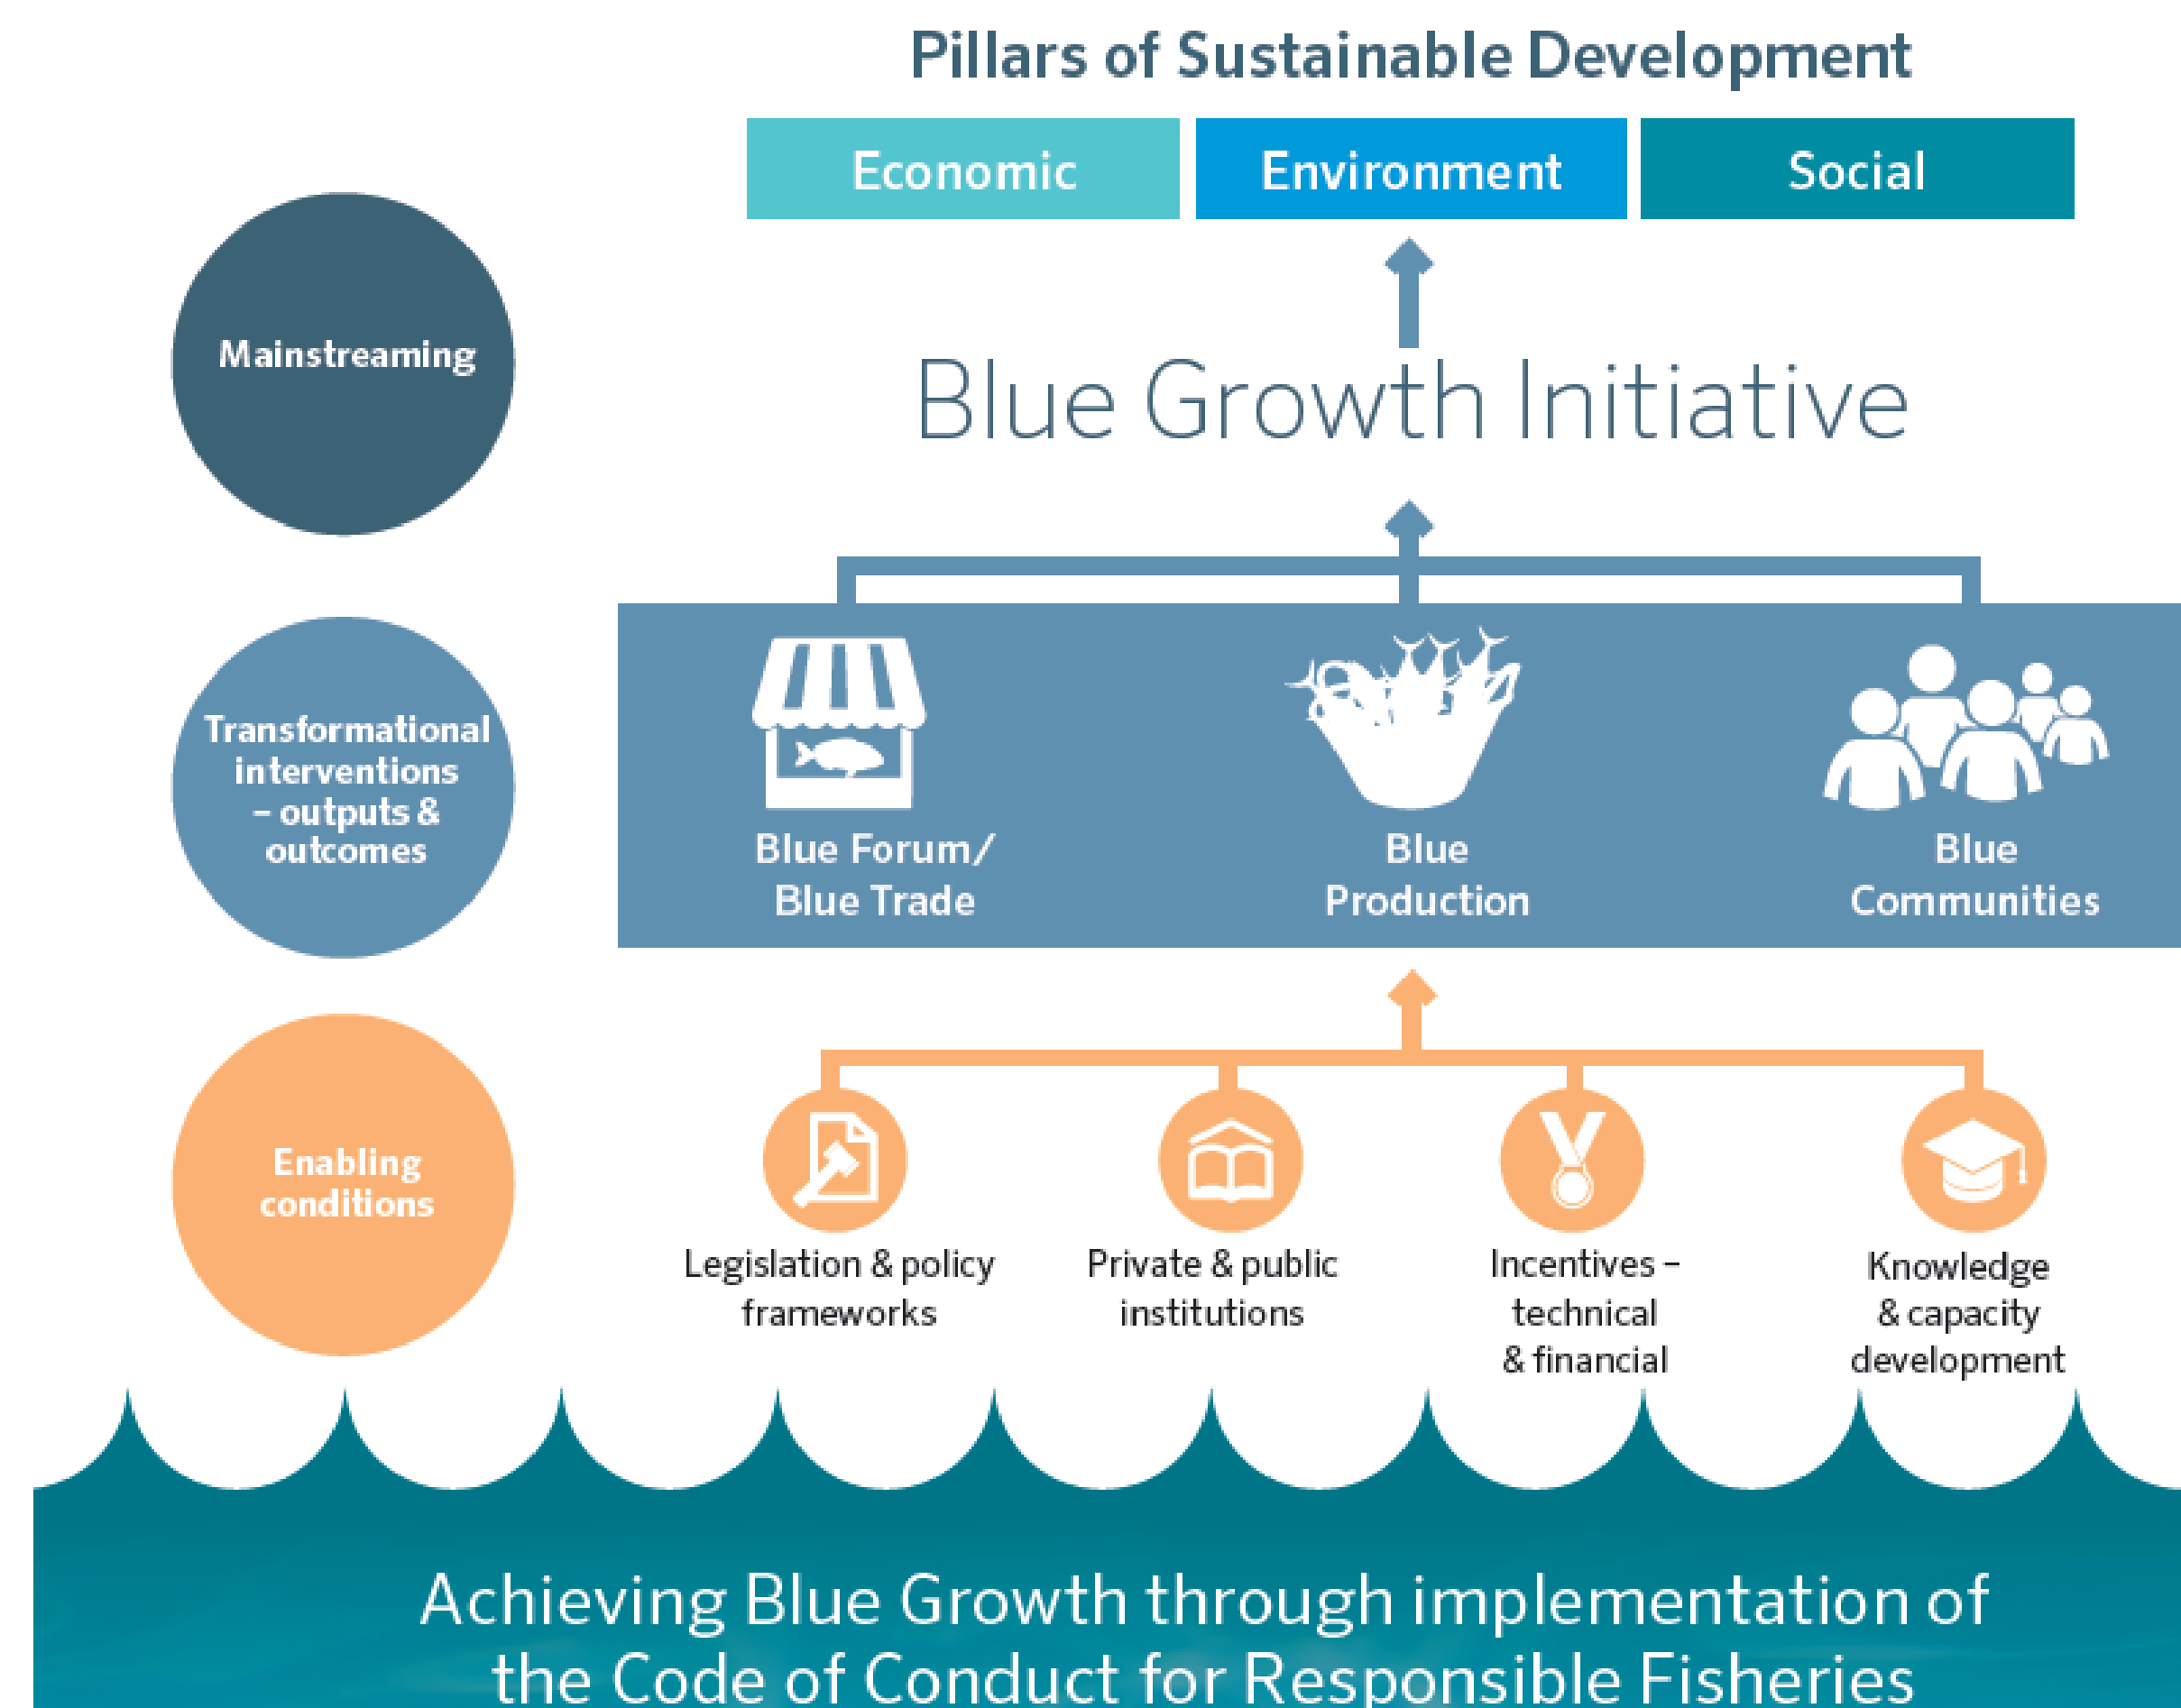 Pillars of Sustainable Development
Economic
Environment
Social
Mainstreaming
Blue Growth Initiative
Transformational
interventions
– outputs &
outcomes
Blue Forum/
Blue Trade
Blue
Production
Blue
Communities
Enabling
conditions
Legislation & policy
frameworks
Private & public
institutions
Incentives –
technical
& financial
Knowledge
& capacity
development
Achieving Blue Growth through implementation of
the Code of Conduct for Responsible Fisheries